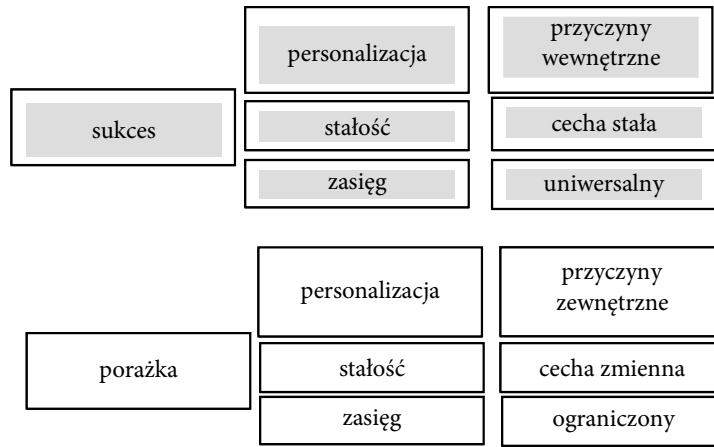 personalizacja
przyczyny
wewnętrzne
sukces
stałość
cecha stała
zasięg
uniwersalny
personalizacja
przyczyny
zewnętrzne
porażka
stałość
cecha zmienna
zasięg
ograniczony